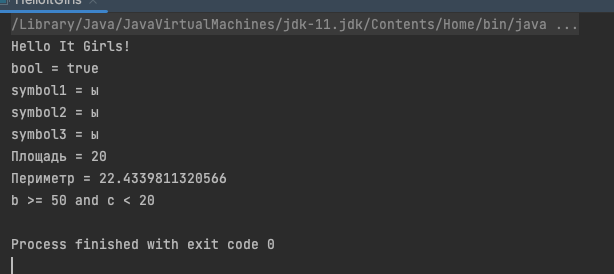 HelloItGirls
/Library/Java/JavaVirtualMachines/jdk-11.jdk/Contents/Home/bin/java ...
Hello It Girls!
bool = true
symbol1 = ы
symbol2 = ы
symbol3 = ы
Площадь = 20
Периметр = 22.4339811320566
b >= 50 and c < 20
Process finished with exit code 0